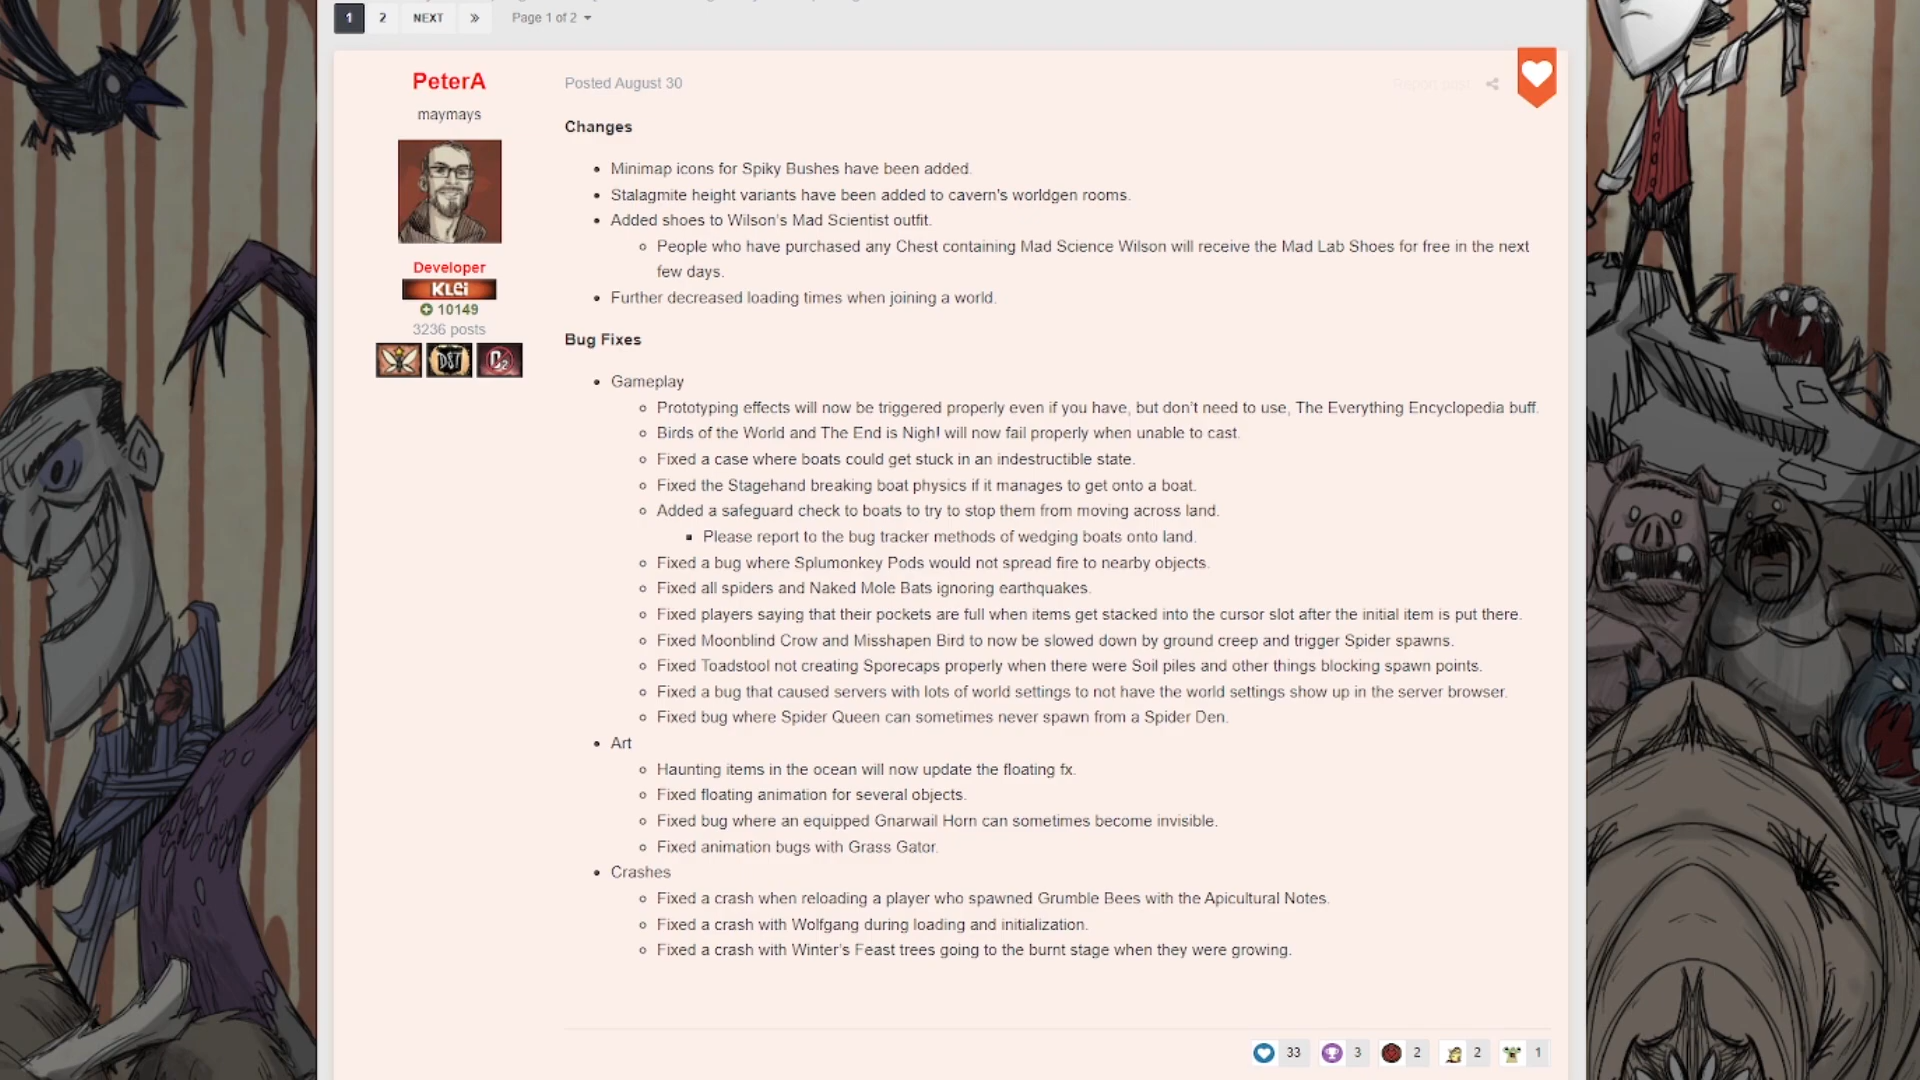 1 2 NEXT » Page 1 of 2
PeterA
maymays
Developer
KLei
10149
3236 posts
DST
Posted August 30
Report post
Changes
Minimap icons for Spiky Bushes have been added.
Stalagmite height variants have been added to cavern's worldgen rooms.
Added shoes to Wilson's Mad Scientist outfit.
People who have purchased any Chest containing Mad Science Wilson will receive the Mad Lab Shoes for free in the next
few days.
Further decreased loading times when joining a world.
Bug Fixes
Gameplay
Prototyping effects will now be triggered properly even if you have, but don't need to use, The Everything Encyclopedia buff.
Birds of the World and The End is Nigh! will now fail properly when unable to cast.
Fixed a case where boats could get stuck in an indestructible state.
Fixed the Stagehand breaking boat physics if it manages to get onto a boat.
Added a safeguard check to boats to try to stop them from moving across land.
Please report to the bug tracker methods of wedging boats onto land.
Fixed a bug where Splumonkey Pods would not spread fire to nearby objects.
Fixed all spiders and Naked Mole Bats ignoring earthquakes.
Fixed players saying that their pockets are full when items get stacked into the cursor slot after the initial item is put there.
Fixed Moonblind Crow and Misshapen Bird to now be slowed down by ground creep and trigger Spider spawns.
Fixed Toadstool not creating Sporecaps properly when there were Soil piles and other things blocking spawn points.
Fixed a bug that caused servers with lots of world settings to not have the world settings show up in the server browser.
Fixed bug where Spider Queen can sometimes never spawn from a Spider Den.
Art
Haunting items in the ocean will now update the floating fx.
Fixed floating animation for several objects.
Fixed bug where an equipped Gnarwail Horn can sometimes become invisible.
Fixed animation bugs with Grass Gator.
Crashes
Fixed a crash when reloading a player who spawned Grumble Bees with the Apicultural Notes.
Fixed a crash with Wolfgang during loading and initialization.
Fixed a crash with Winter's Feast trees going to the burnt stage when they were growing.
33 3 2 2 1